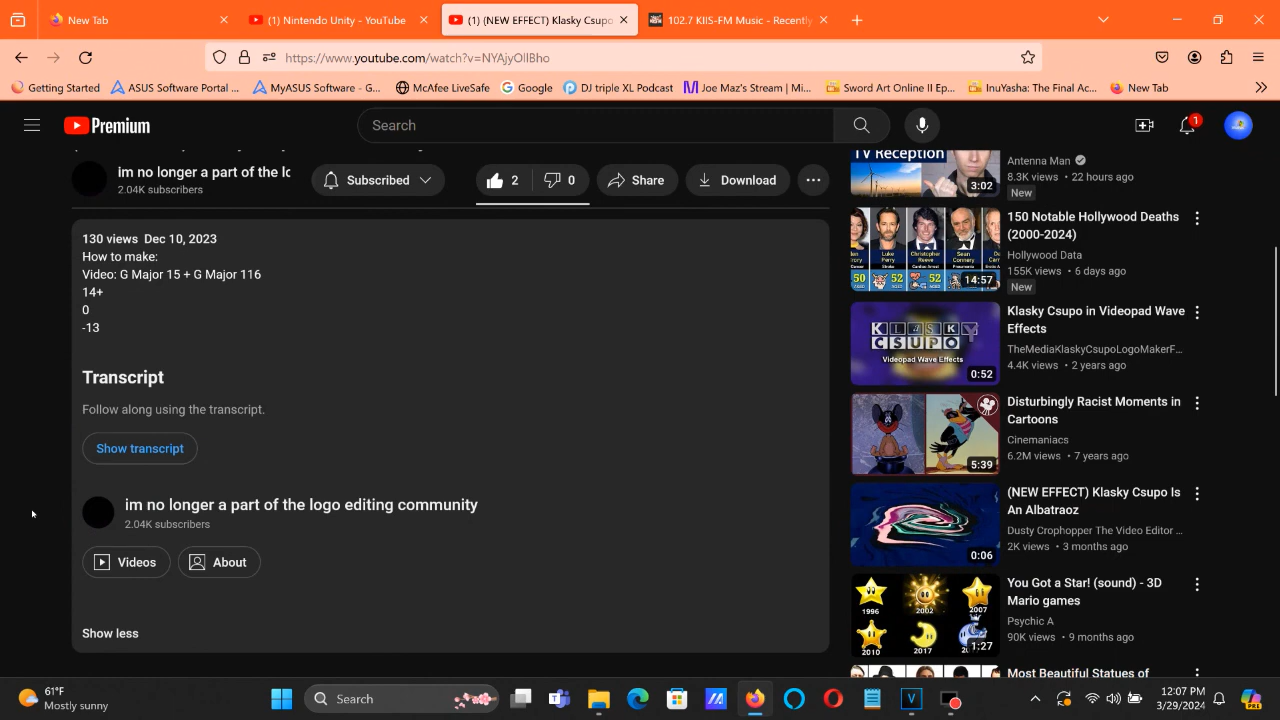 New Tab
(1) Nintendo Unity - YouTube
(1) (NEW EFFECT) Klasky Csupo
102.7 KIIS-FM Music - Recently
https://www.youtube.com/watch?v=NYAjyOllBho
Getting Started
ASUS Software Portal ...
MyASUS Software - G...
McAfee LiveSafe
Google
DJ triple XL Podcast
Joe Maz's Stream | Mi...
Sword Art Online II Ep...
InuYasha: The Final Ac...
New Tab
Premium
Search
1
im no longer a part of the lo
2.04K subscribers
Subscribed
2
0
Share
Download
130 views Dec 10, 2023
How to make:
Video: G Major 15 + G Major 116
14+
0
-13
Transcript
Follow along using the transcript.
Show transcript
im no longer a part of the logo editing community
2.04K subscribers
Videos
About
Show less
TV Reception
3:02
Antenna Man
8.3K views • 22 hours ago
New
14:57
150 Notable Hollywood Deaths
(2000-2024)
Hollywood Data
155K views • 6 days ago
New
KLASKY
CSUPO
Videopad Wave Effects
0:52
Klasky Csupo in Videopad Wave
Effects
TheMediaKlaskyCsupoLogoMakerF...
4.4K views • 2 years ago
5:39
Disturbingly Racist Moments in
Cartoons
Cinemaniacs
6.2M views • 7 years ago
0:06
(NEW EFFECT) Klasky Csupo Is
An Albatraoz
Dusty Crophopper The Video Editor ...
2K views • 3 months ago
1996
2002
2007
2010
2017
1:27
You Got a Star! (sound) - 3D
Mario games
Psychic A
90K views • 9 months ago
Most Beautiful Statues of
61°F
Mostly sunny
Search
12:07 PM
3/29/2024